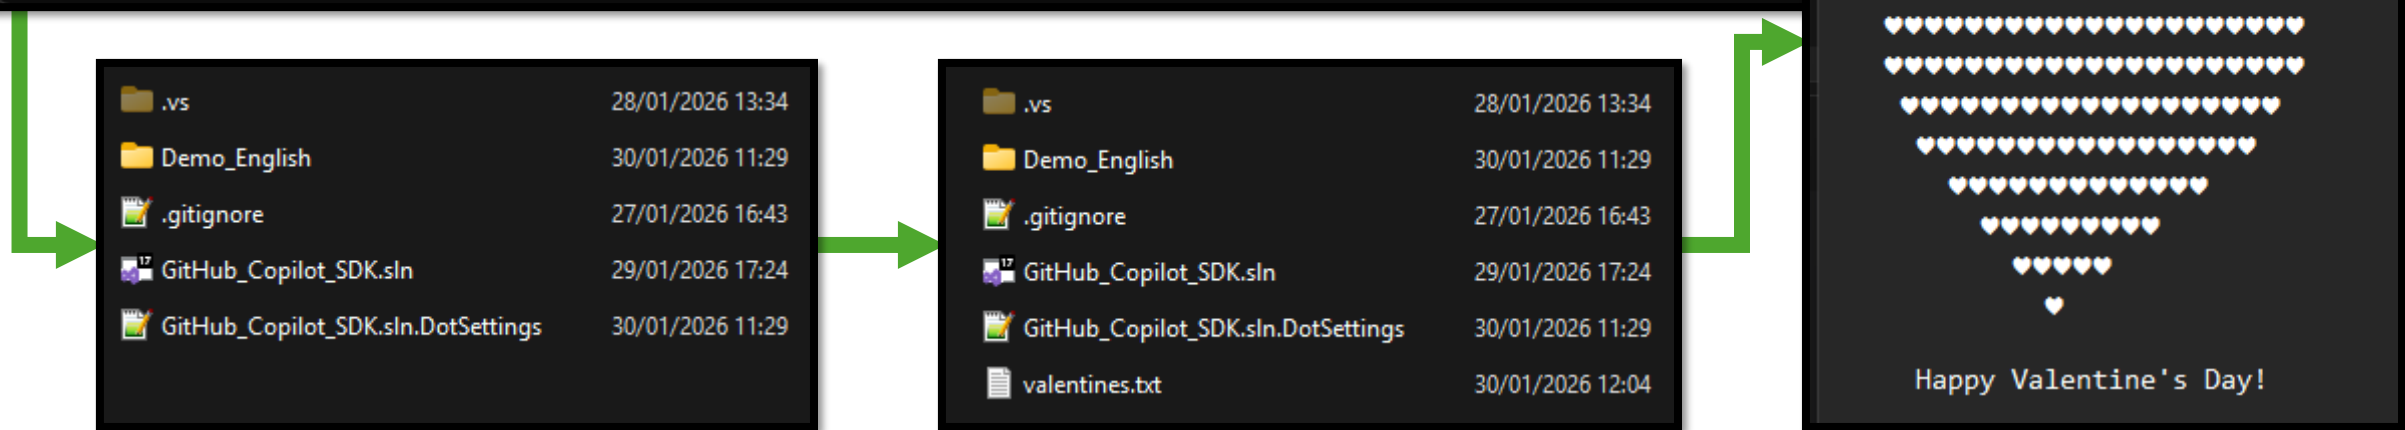 .vs 28/01/2026 13:34
Demo_English 30/01/2026 11:29
.gitignore 27/01/2026 16:43
GitHub_Copilot_SDK.sln 29/01/2026 17:24
GitHub_Copilot_SDK.sln.DotSettings 30/01/2026 11:29
.vs 28/01/2026 13:34
Demo_English 30/01/2026 11:29
.gitignore 27/01/2026 16:43
GitHub_Copilot_SDK.sln 29/01/2026 17:24
GitHub_Copilot_SDK.sln.DotSettings 30/01/2026 11:29
valentines.txt 30/01/2026 12:04
♥♥♥♥♥♥♥♥♥♥♥♥♥♥♥♥♥♥♥♥♥
♥♥♥♥♥♥♥♥♥♥♥♥♥♥♥♥♥♥♥♥♥
♥♥♥♥♥♥♥♥♥♥♥♥♥♥♥♥♥♥♥
♥♥♥♥♥♥♥♥♥♥♥♥♥♥♥♥♥
♥♥♥♥♥♥♥♥♥♥♥♥♥
♥♥♥♥♥♥♥♥♥
♥♥♥♥♥
♥
Happy Valentine's Day!